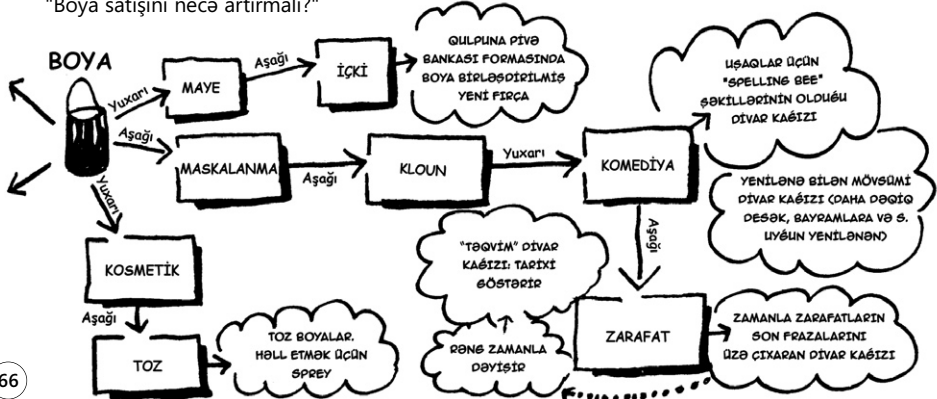 "Boya satışını necə artırmalı?"
BOYA
Yuxarı
MAYE
Aşağı
İÇKİ
QULPUNA PİVƏ
BANKASI FORMASINDA
BOYA BİRLƏŞDİRİLMİŞ
YENİ FIRÇA
Aşağı
MASKALANMA
Aşağı
KLOUN
Yuxarı
KOMEDİYA
UŞAQLAR ÜÇÜN
"SPELLING BEE"
ŞƏKİLLƏRİNİN OLDUĞU
DİVAR KAĞIZI
YENİLƏNƏ BİLƏN MÖVSÜMİ
DİVAR KAĞIZI (DAHA DƏQİQ
DESƏK, BAYRAMLARA VƏ S.
UYĞUN YENİLƏNƏN)
Yuxarı
KOSMETİK
Aşağı
TOZ
TOZ BOYALAR.
HƏLL ETMƏK ÜÇÜN
SPREY
Aşağı
ZARAFAT
ZAMANLA ZARAFATLARIN
SON FRAZALARINI
ÜZƏ ÇIXARAN DİVAR KAĞIZI
RƏNG ZAMANLA
DƏYİŞİR
"TƏQVİM" DİVAR
KAĞIZI: TARİXİ
GÖSTƏRİR
66